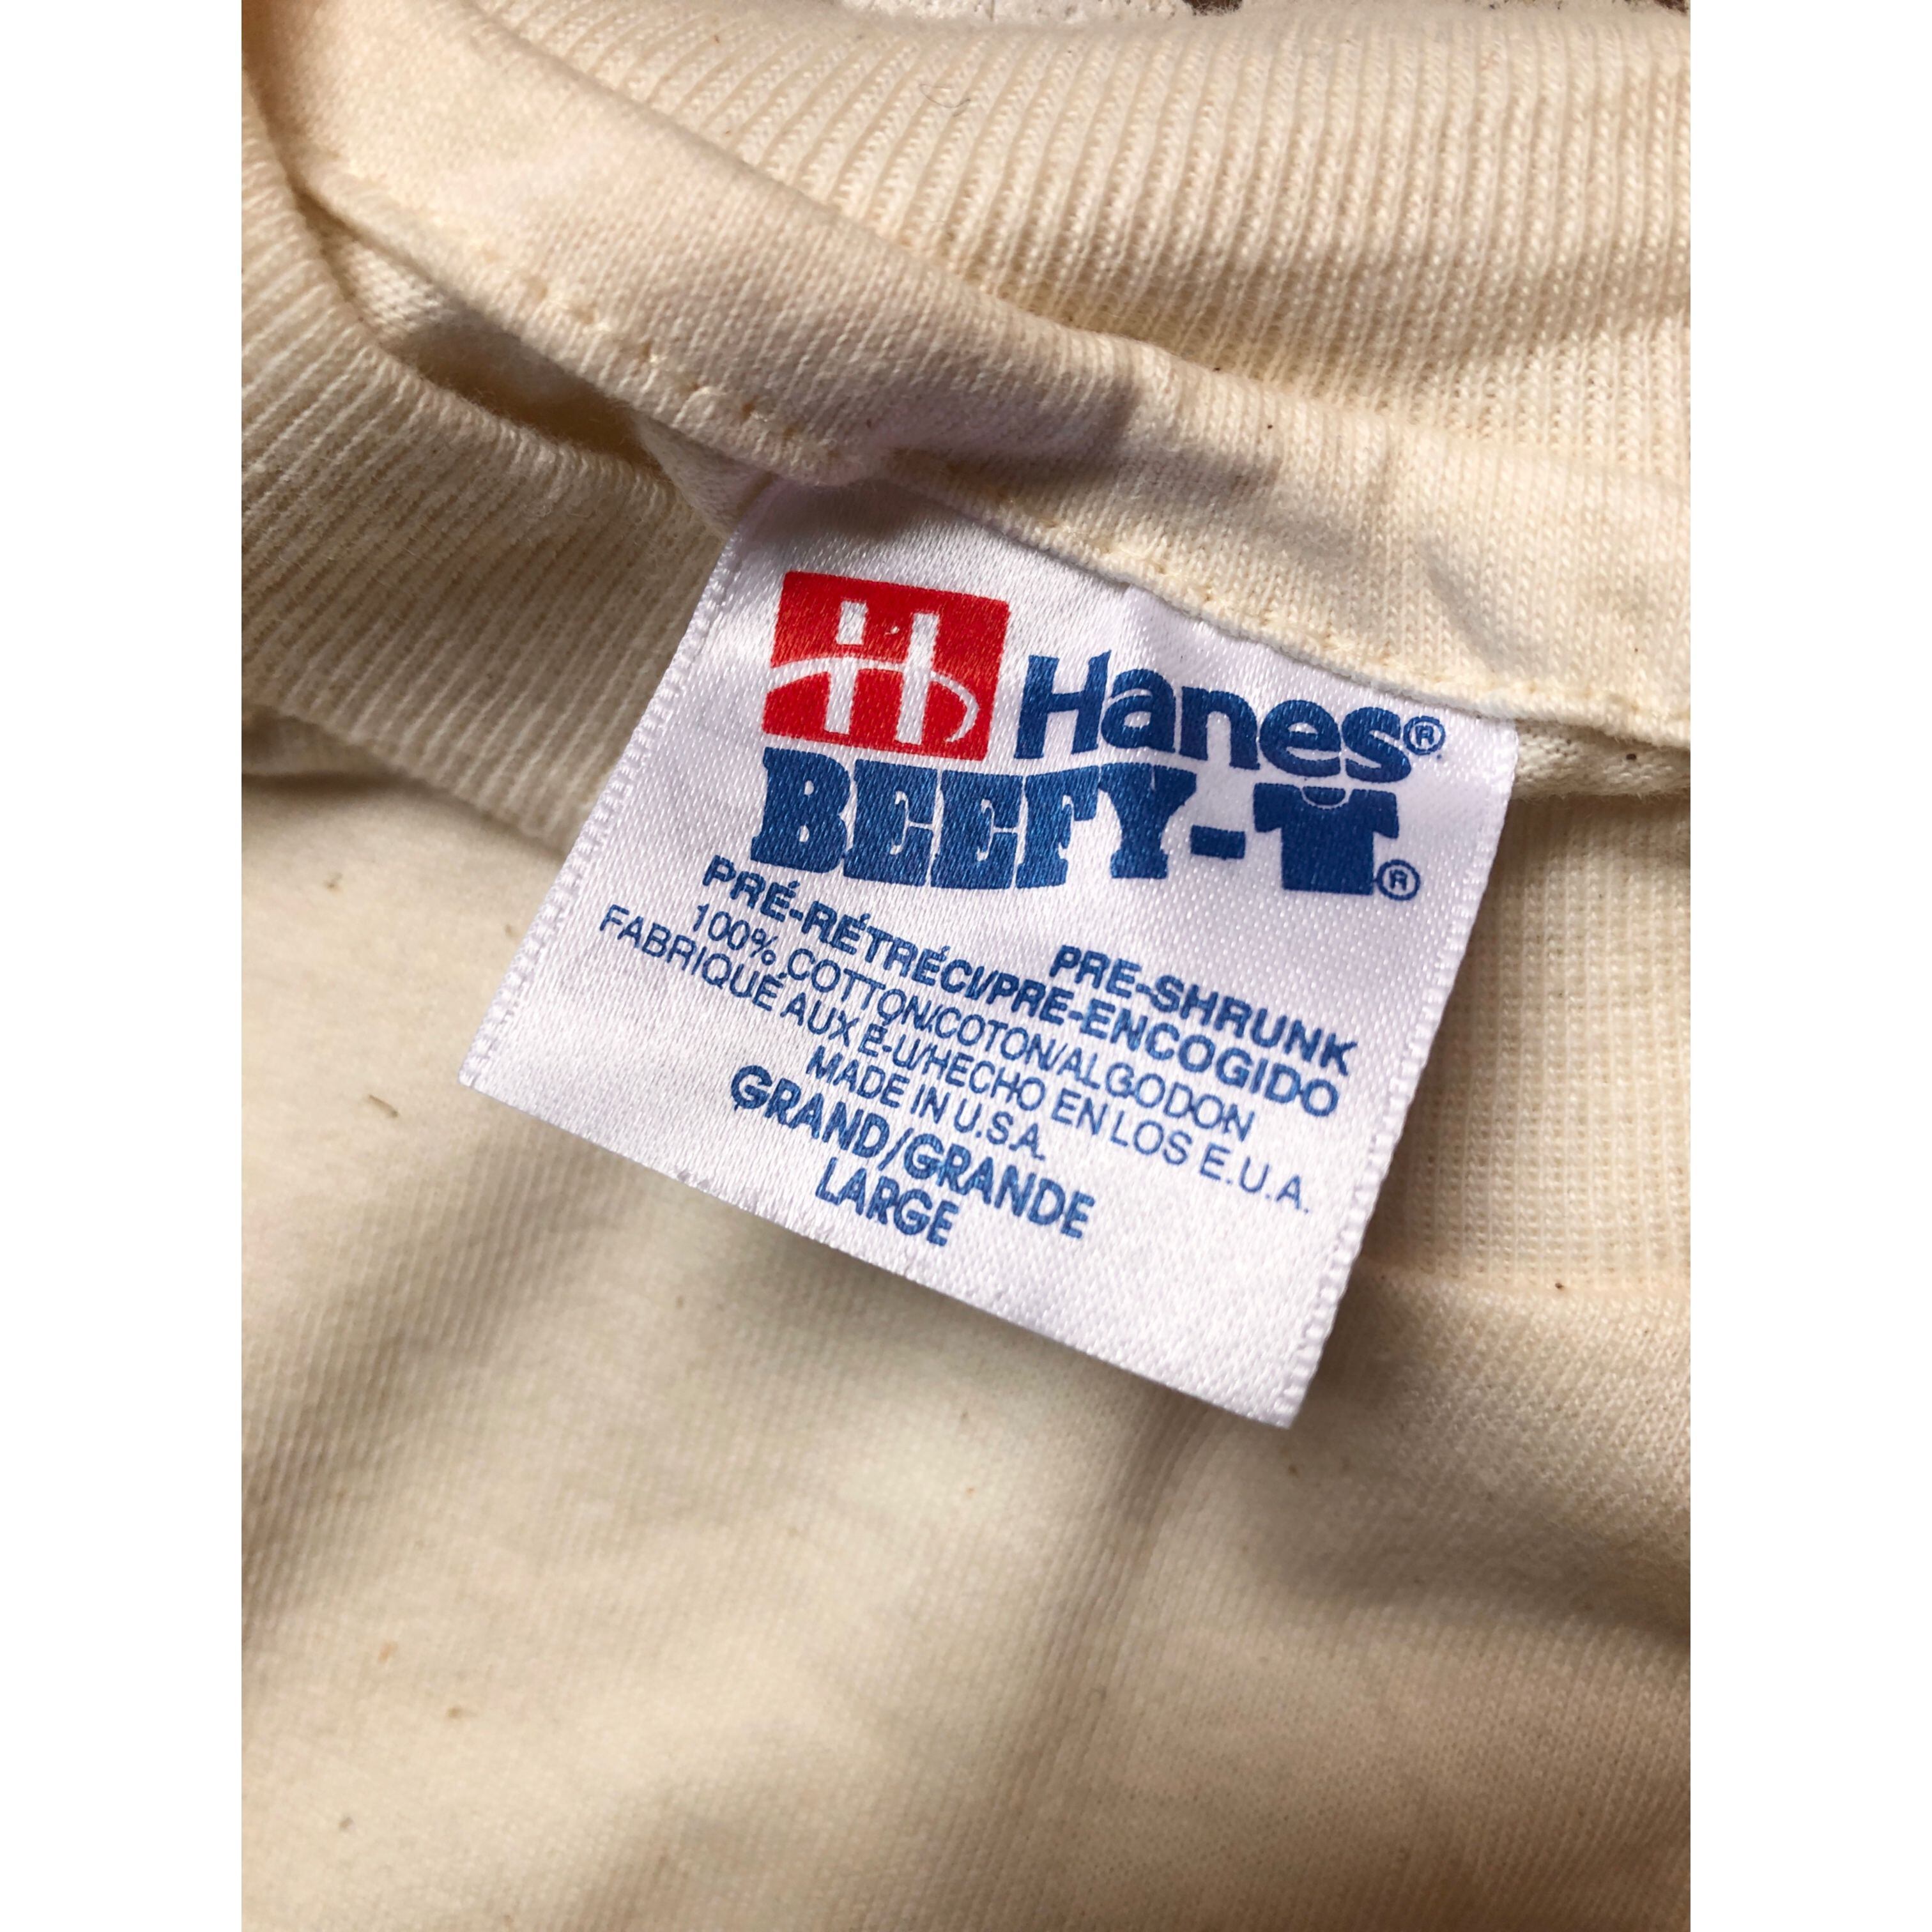 H Hanes®
BEEFY-T®
PRE-SHRUNK
PRÉ-RÉTRÉCI/PRE-ENCOGIDO
100% COTTON/COTON/ALGODON
FABRIQUÉ AUX É-U/HECHO EN LOS E.U.A.
MADE IN U.S.A.
GRAND/GRANDE
LARGE